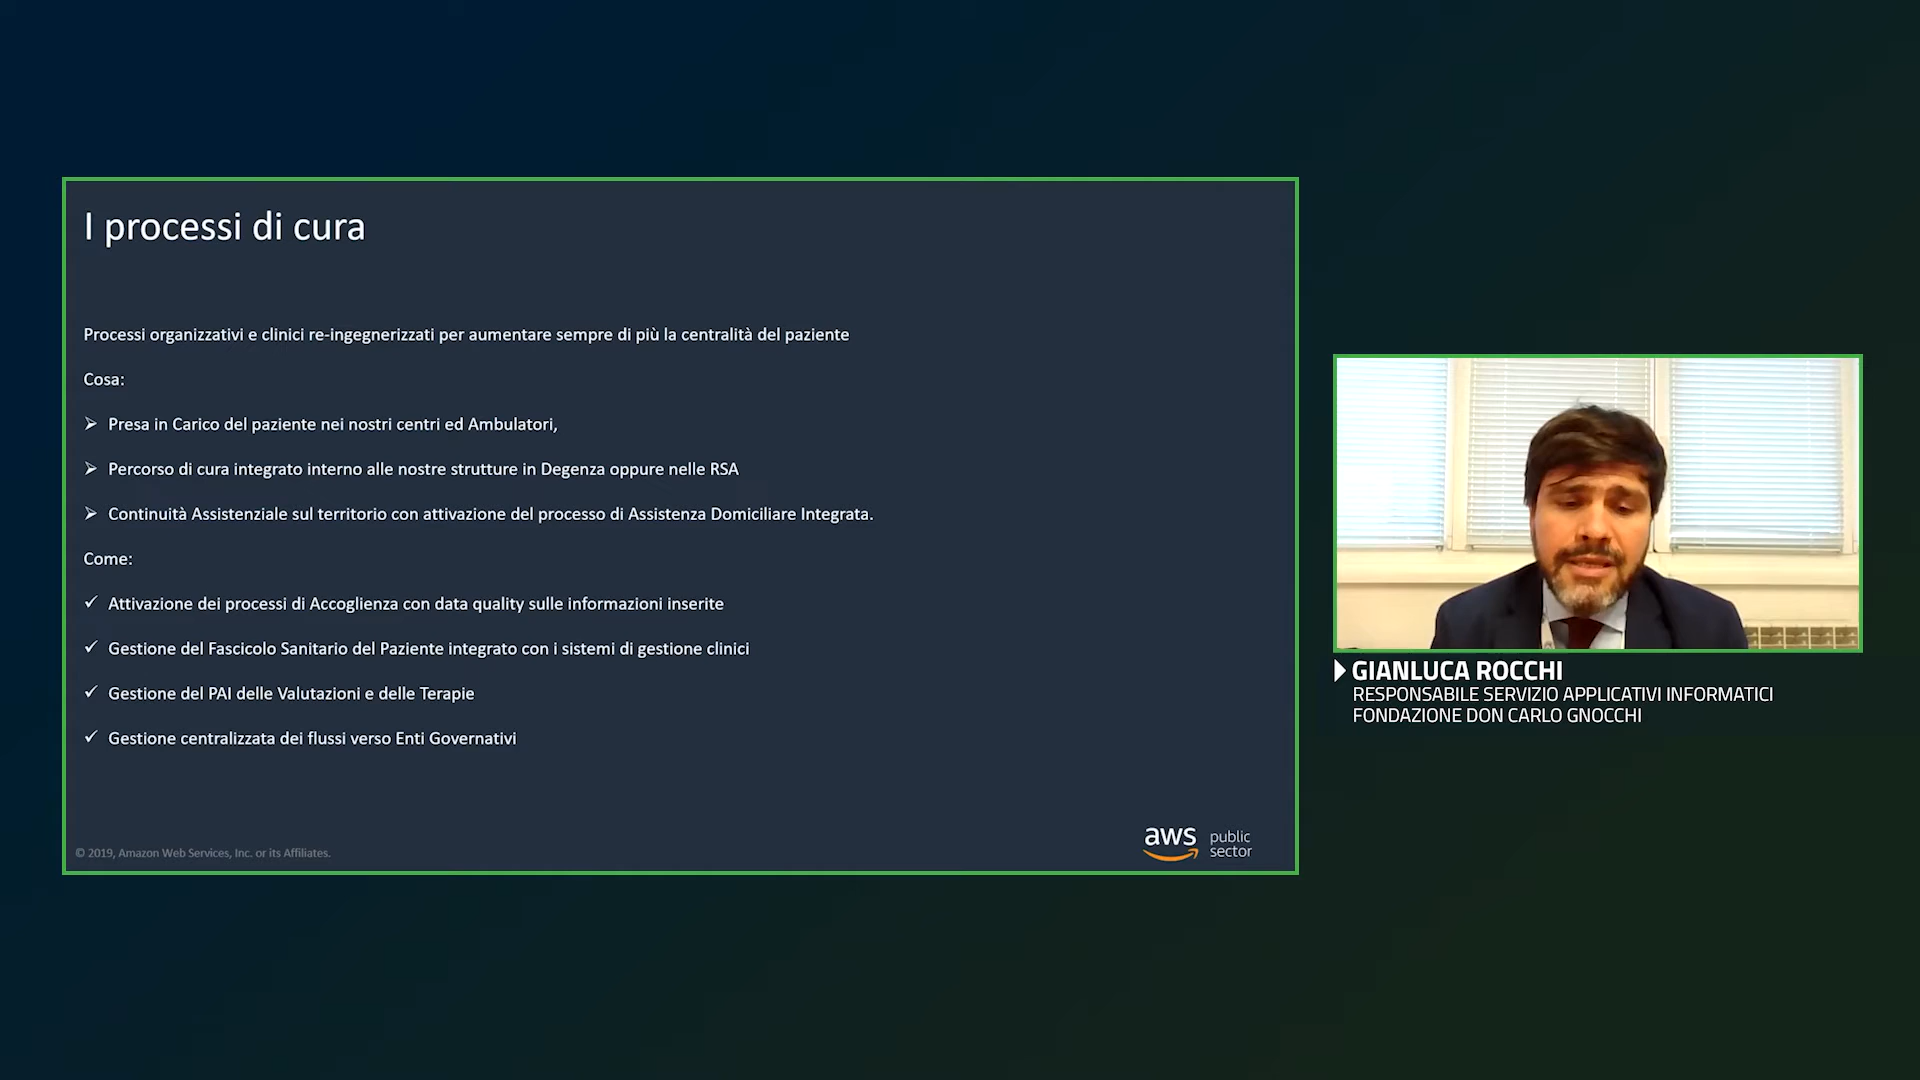 I processi di cura
Processi organizzativi e clinici re-ingegnerizzati per aumentare sempre di più la centralità del paziente
Cosa:
Presa in Carico del paziente nei nostri centri ed Ambulatori,
Percorso di cura integrato interno alle nostre strutture in Degenza oppure nelle RSA
Continuità Assistenziale sul territorio con attivazione del processo di Assistenza Domiciliare Integrata.
Come:
Attivazione dei processi di Accoglienza con data quality sulle informazioni inserite
Gestione del Fascicolo Sanitario del Paziente integrato con i sistemi di gestione clinici
Gestione del PAI delle Valutazioni e delle Terapie
Gestione centralizzata dei flussi verso Enti Governativi
© 2019, Amazon Web Services, Inc. or its Affiliates.
aws public
sector
GIANLUCA ROCCHI
RESPONSABILE SERVIZIO APPLICATIVI INFORMATICI
FONDAZIONE DON CARLO GNOCCHI